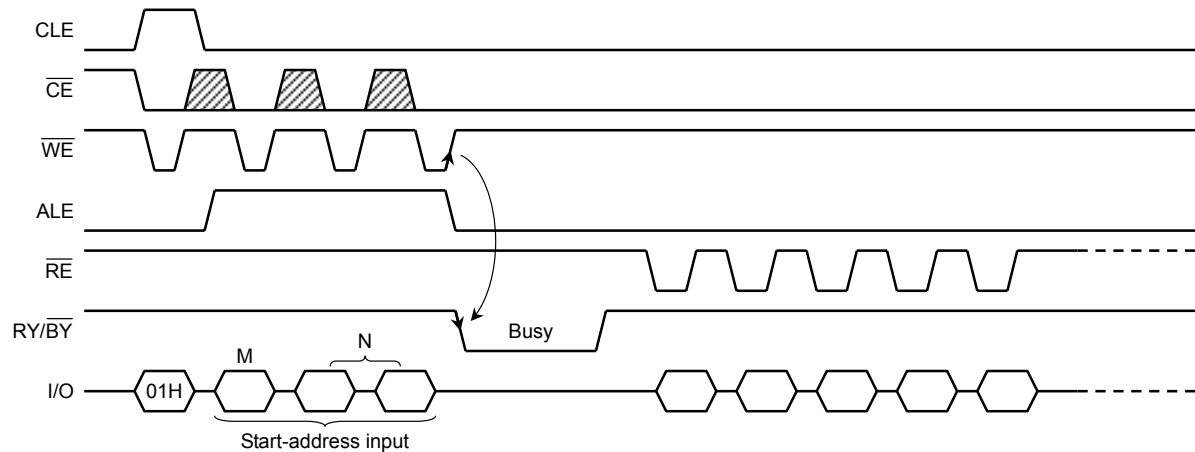 CLE
CE
WE
ALE
RE
RY/BY
Busy
M
N
I/O
01H
Start-address input